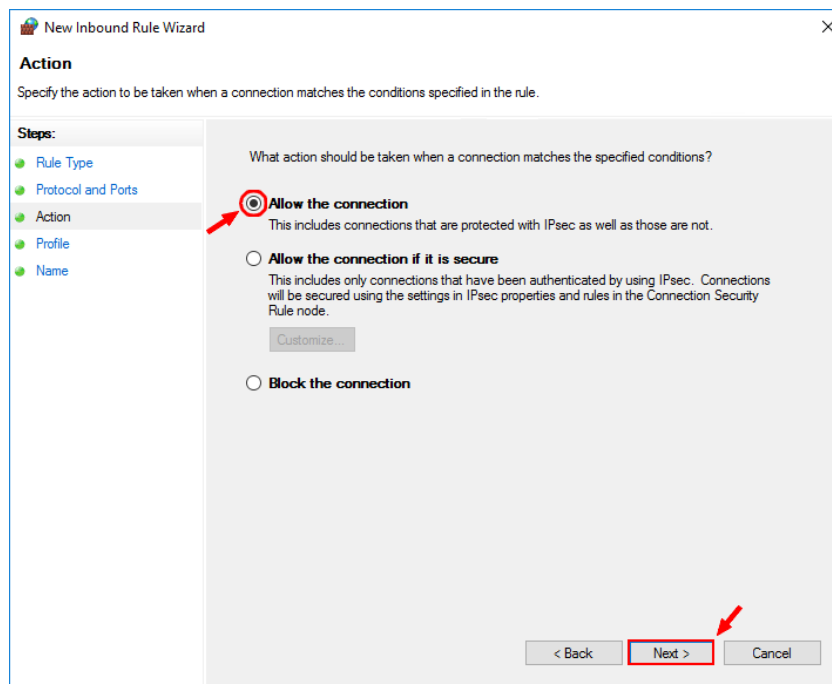 New Inbound Rule Wizard
Action
Specify the action to be taken when a connection matches the conditions specified in the rule.
Steps:
Rule Type
Protocol and Ports
Action
Profile
Name
What action should be taken when a connection matches the specified conditions?
Allow the connection
This includes connections that are protected with IPsec as well as those are not.
Allow the connection if it is secure
This includes only connections that have been authenticated by using IPsec. Connections
will be secured using the settings in IPsec properties and rules in the Connection Security
Rule node.
Customize...
Block the connection
< Back
Next >
Cancel